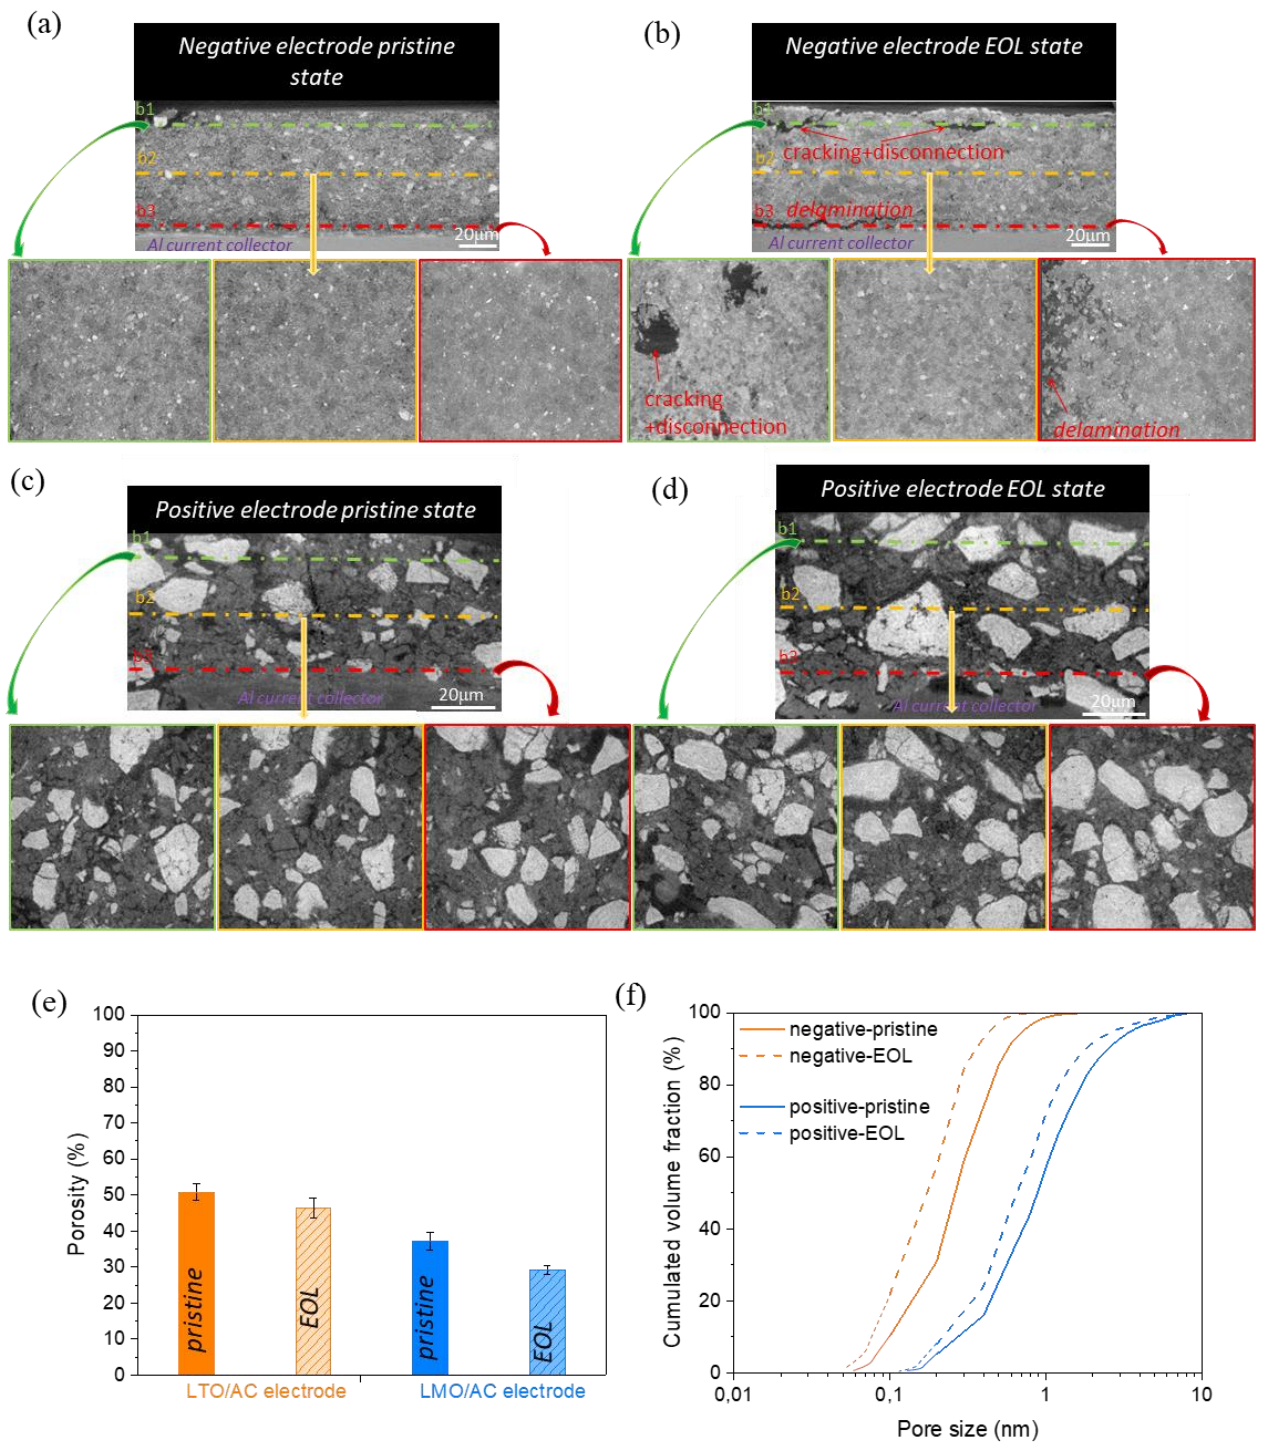 (a)
Negative electrode pristine
state
b1
b2
b3
Al current collector
20µm
(b)
Negative electrode EOL state
b1
cracking+disconnection
b2
b3
delamination
Al current collector
20µm
cracking
+disconnection
delamination
(c)
Positive electrode pristine state
b1
b2
b3
Al current collector
20µm
(d)
Positive electrode EOL state
b1
b2
b3
Al current collector
20µm
(e)
100
90
80
70
60
50
40
30
20
10
0
Porosity (%)
pristine
EOL
pristine
EOL
LTO/AC electrode
LMO/AC electrode
(f)
100
80
60
40
20
0
Cumulated volume fraction (%)
negative-pristine
negative-EOL
positive-pristine
positive-EOL
0,01
0,1
1
10
Pore size (nm)